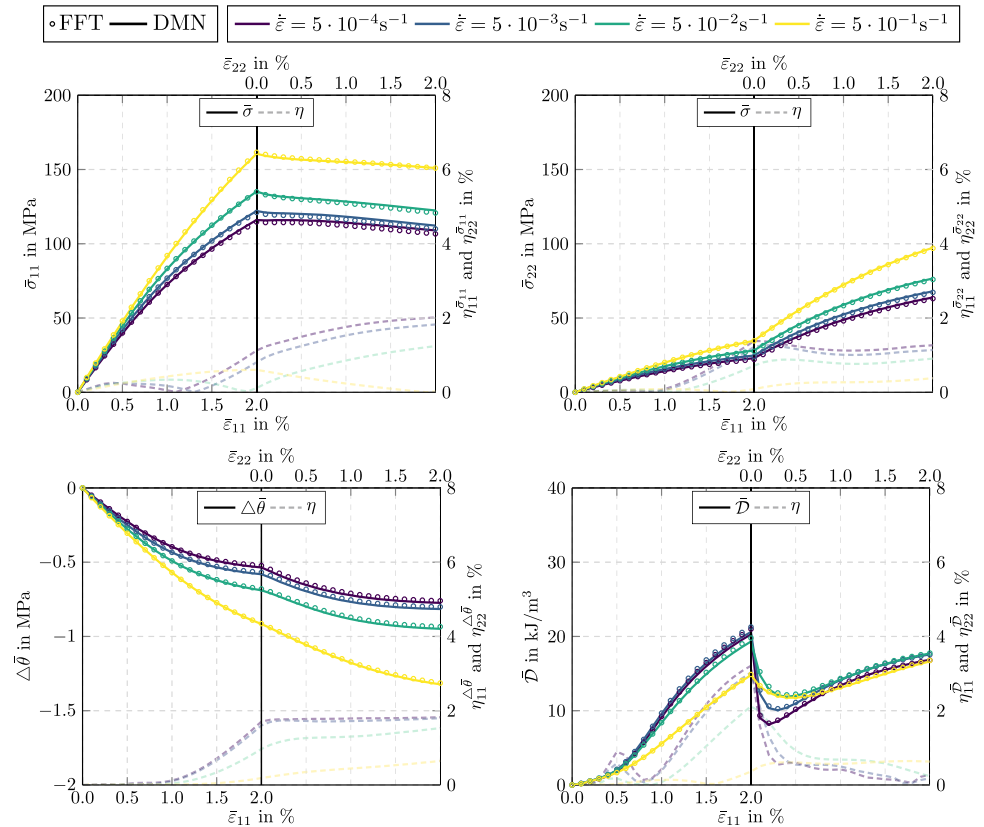 FFT DMN ε̄̇ = 5 · 10⁻⁴s⁻¹ ε̄̇ = 5 · 10⁻³s⁻¹ ε̄̇ = 5 · 10⁻²s⁻¹ ε̄̇ = 5 · 10⁻¹s⁻¹
ε̄₂₂ in %
0.0 0.5 1.0 1.5 2.0
σ̄ η
200
150
100
50
0
σ̄₁₁ in MPa
8
6
4
2
0
η₁₁^σ̄₁₁ and η₂₂^σ̄₁₁ in %
0.0 0.5 1.0 1.5 2.0
ε̄₁₁ in %
ε̄₂₂ in %
0.0 0.5 1.0 1.5 2.0
σ̄ η
200
150
100
50
0
σ̄₂₂ in MPa
8
6
4
2
0
η₁₁^σ̄₂₂ and η₂₂^σ̄₂₂ in %
0.0 0.5 1.0 1.5 2.0
ε̄₁₁ in %
ε̄₂₂ in %
0.0 0.5 1.0 1.5 2.0
△θ̄ η
0
−0.5
−1
−1.5
−2
△θ̄ in MPa
8
6
4
2
0
η₁₁^△θ̄ and η₂₂^△θ̄ in %
0.0 0.5 1.0 1.5 2.0
ε̄₁₁ in %
ε̄₂₂ in %
0.0 0.5 1.0 1.5 2.0
𝒟̄ η
40
30
20
10
0
𝒟̄ in kJ/m³
8
6
4
2
0
η₁₁^𝒟̄ and η₂₂^𝒟̄ in %
0.0 0.5 1.0 1.5 2.0
ε̄₁₁ in %